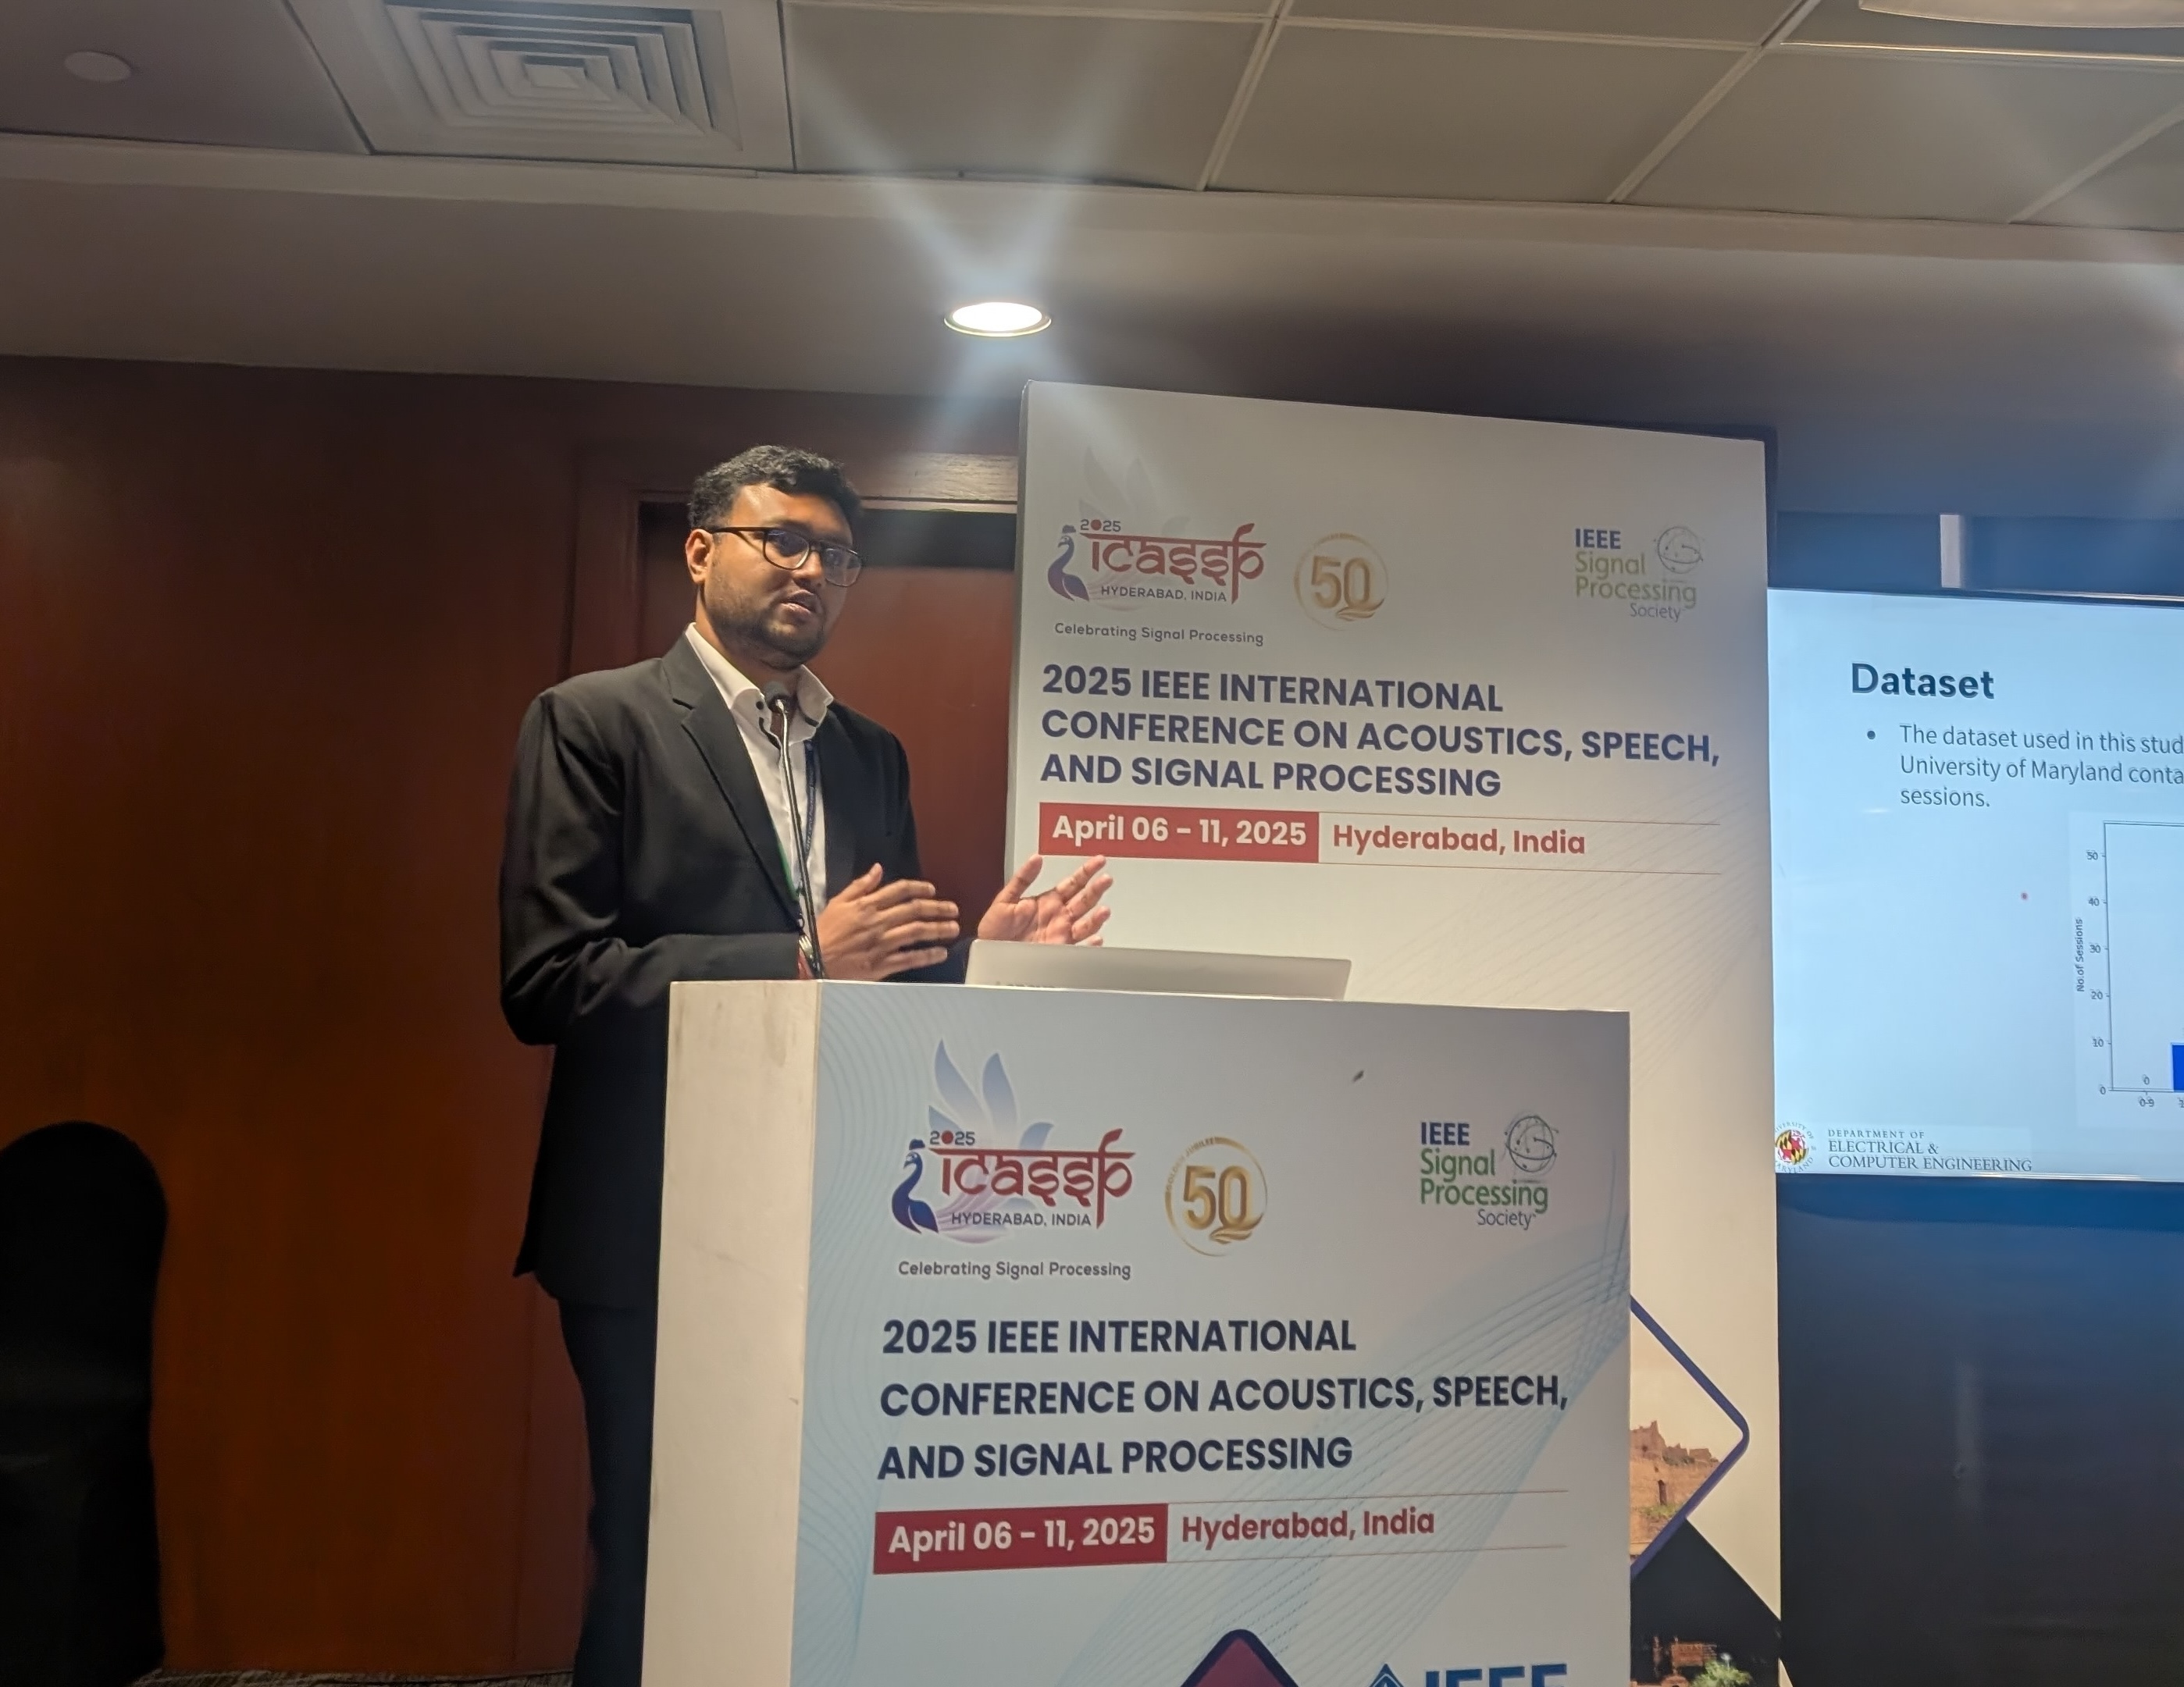 2025
icassp
HYDERABAD, INDIA
Celebrating Signal Processing
50
IEEE
Signal
Processing
Society
2025 IEEE INTERNATIONAL
CONFERENCE ON ACOUSTICS, SPEECH,
AND SIGNAL PROCESSING
April 06 - 11, 2025 Hyderabad, India
Dataset
• The dataset used in this stud
University of Maryland conta
sessions.
No.of Sessions
50
40
30
20
10
0
0
0-9
DEPARTMENT OF
ELECTRICAL &
COMPUTER ENGINEERING
2025
icassp
HYDERABAD, INDIA
Celebrating Signal Processing
50
IEEE
Signal
Processing
Society
2025 IEEE INTERNATIONAL
CONFERENCE ON ACOUSTICS, SPEECH,
AND SIGNAL PROCESSING
April 06 - 11, 2025 Hyderabad, India
IEEE